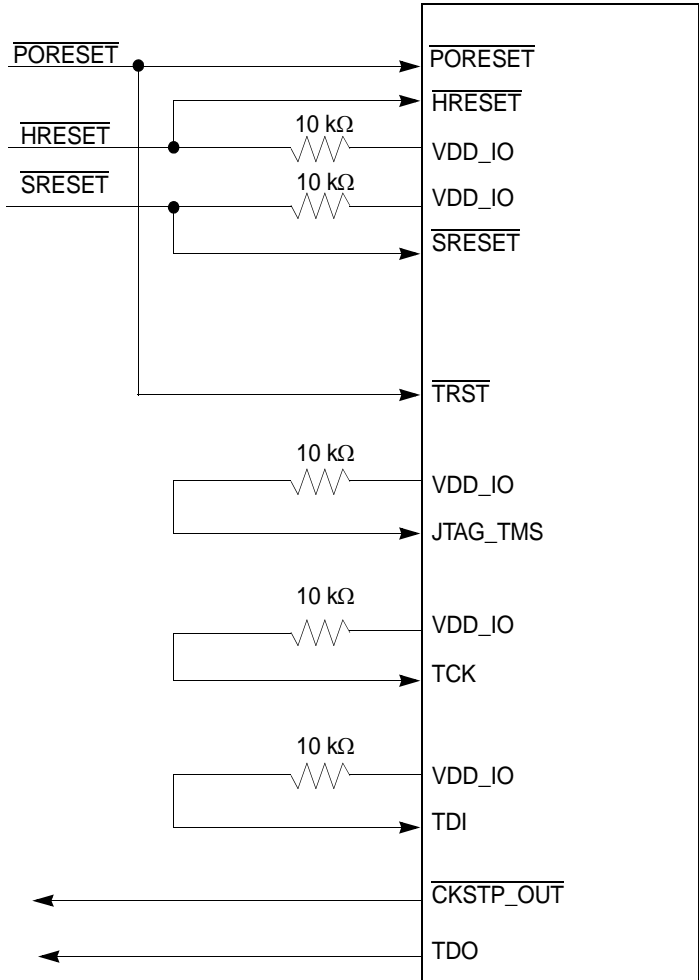 PORESET PORESET
HRESET
HRESET 10 kΩ VDD_IO
SRESET 10 kΩ VDD_IO
SRESET
TRST
10 kΩ
VDD_IO
JTAG_TMS
10 kΩ
VDD_IO
TCK
10 kΩ
VDD_IO
TDI
CKSTP_OUT
TDO